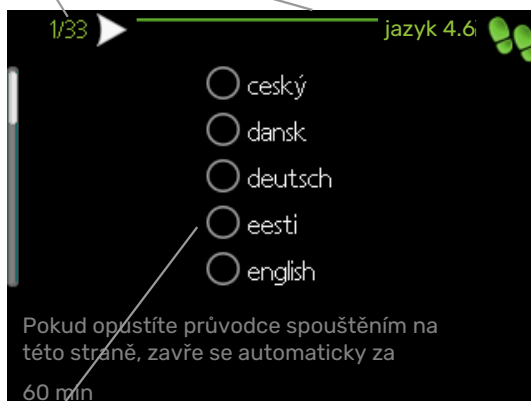 1/33 jazyk 4.6
ceský
dansk
deutsch
eesti
english
Pokud opustíte průvodce spouštěním na
této straně, zavře se automaticky za
60 min